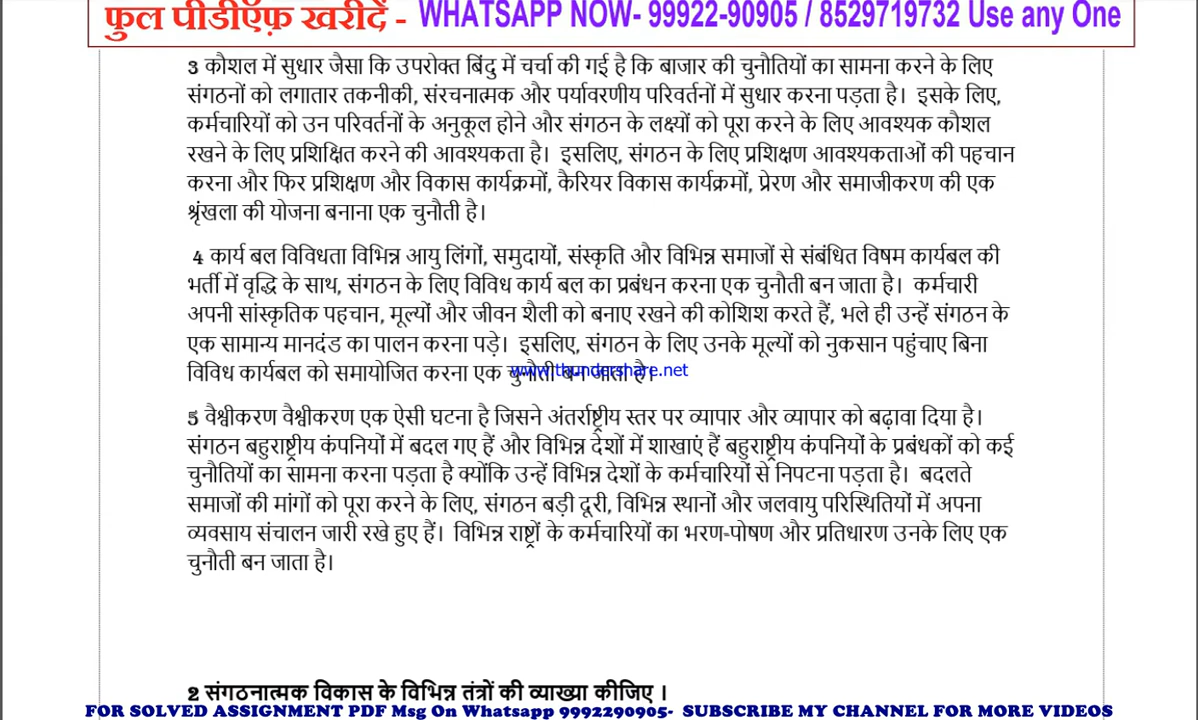 फुल पीडीऍफ़ खरीदें - WHATSAPP NOW- 99922-90905 / 8529719732 Use any One
3 कौशल में सुधार जैसा कि उपरोक्त बिंदु में चर्चा की गई है कि बाजार की चुनौतियों का सामना करने के लिए
संगठनों को लगातार तकनीकी, संरचनात्मक और पर्यावरणीय परिवर्तनों में सुधार करना पड़ता है। इसके लिए,
कर्मचारियों को उन परिवर्तनों के अनुकूल होने और संगठन के लक्ष्यों को पूरा करने के लिए आवश्यक कौशल
रखने के लिए प्रशिक्षित करने की आवश्यकता है। इसलिए, संगठन के लिए प्रशिक्षण आवश्यकताओं की पहचान
करना और फिर प्रशिक्षण और विकास कार्यक्रमों, कैरियर विकास कार्यक्रमों, प्रेरण और समाजीकरण की एक
श्रृंखला की योजना बनाना एक चुनौती है।
4 कार्य बल विविधता विभिन्न आयु लिंगों, समुदायों, संस्कृति और विभिन्न समाजों से संबंधित विषम कार्यबल की
भर्ती में वृद्धि के साथ, संगठन के लिए विविध कार्य बल का प्रबंधन करना एक चुनौती बन जाता है। कर्मचारी
अपनी सांस्कृतिक पहचान, मूल्यों और जीवन शैली को बनाए रखने की कोशिश करते हैं, भले ही उन्हें संगठन के
एक सामान्य मानदंड का पालन करना पड़े। इसलिए, संगठन के लिए उनके मूल्यों को नुकसान पहुंचाए बिना
विविध कार्यबल को समायोजित करना एक चुनौती बन जाता है।
www.thundershare.net
5 वैश्वीकरण वैश्वीकरण एक ऐसी घटना है जिसने अंतर्राष्ट्रीय स्तर पर व्यापार और व्यापार को बढ़ावा दिया है।
संगठन बहुराष्ट्रीय कंपनियों में बदल गए हैं और विभिन्न देशों में शाखाएं हैं बहुराष्ट्रीय कंपनियों के प्रबंधकों को कई
चुनौतियों का सामना करना पड़ता है क्योंकि उन्हें विभिन्न देशों के कर्मचारियों से निपटना पड़ता है। बदलते
समाजों की मांगों को पूरा करने के लिए, संगठन बड़ी दूरी, विभिन्न स्थानों और जलवायु परिस्थितियों में अपना
व्यवसाय संचालन जारी रखे हुए हैं। विभिन्न राष्ट्रों के कर्मचारियों का भरण-पोषण और प्रतिधारण उनके लिए एक
चुनौती बन जाता है।
2 संगठनात्मक विकास के विभिन्न तंत्रों की व्याख्या कीजिए ।
FOR SOLVED ASSIGNMENT PDF Msg On Whatsapp 9992290905- SUBSCRIBE MY CHANNEL FOR MORE VIDEOS